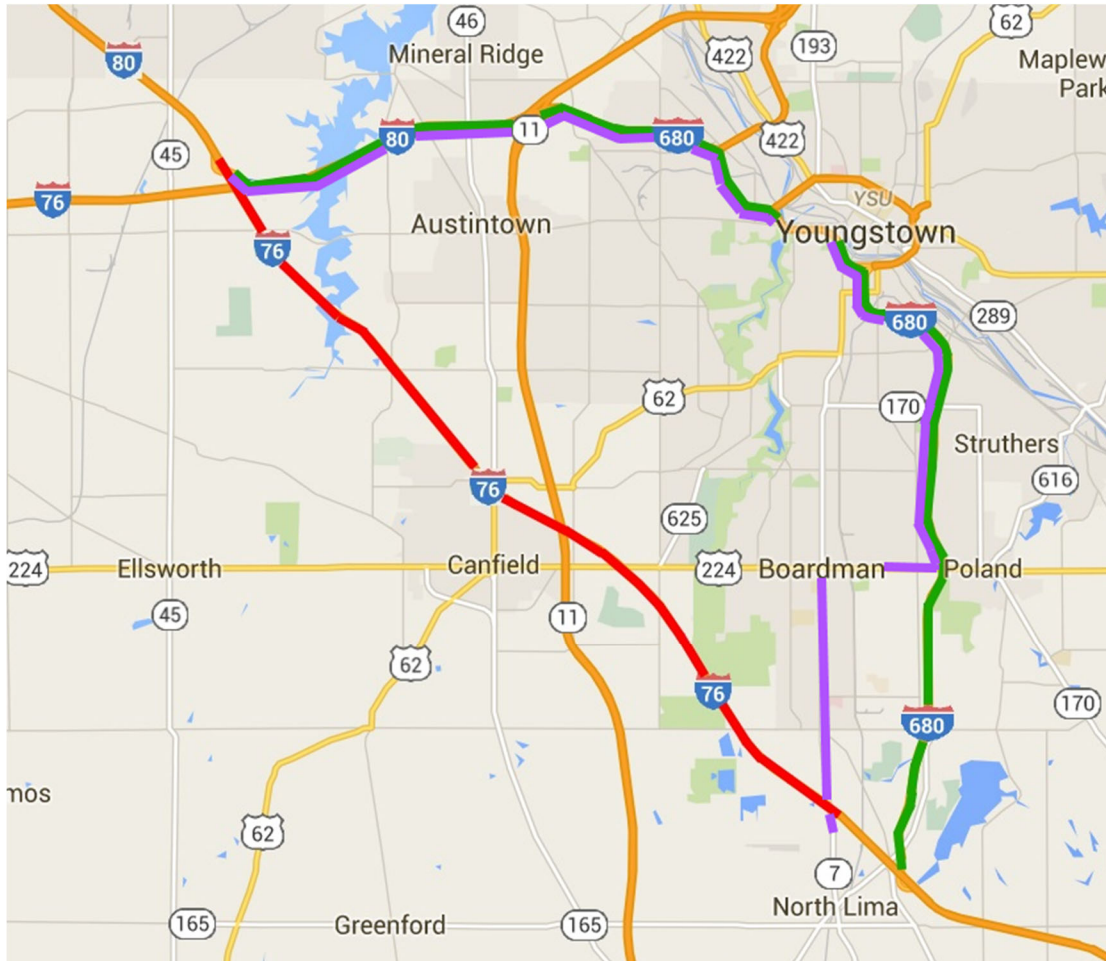 46
62
80
Mineral Ridge
422
193
Maplew
Park
11
80
680
422
45
76
YSU
Austintown
Youngstown
76
680
289
62
170
Struthers
76
616
625
224
Ellsworth
Canfield
224
Boardman
Poland
45
11
62
76
170
680
mos
62
7
North Lima
165
Greenford
165